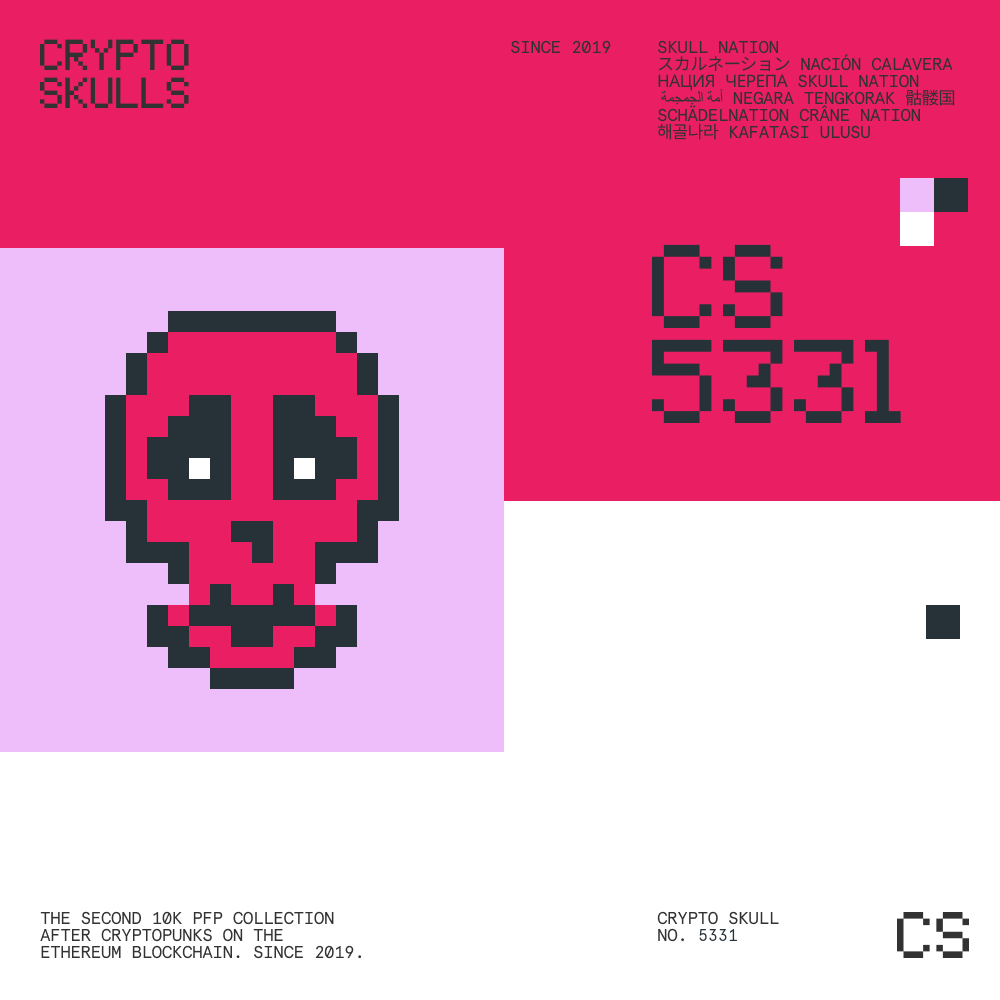 CRYPTO
SKULLS
SINCE 2019
SKULL NATION
スカルネーション NACIÓN CALAVERA
НАЦИЯ ЧЕРЕПА SKULL NATION
أمة الجمجمة NEGARA TENGKORAK 骷髅国
SCHÄDELNATION CRÂNE NATION
해골나라 KAFATASI ULUSU
CS
5331
THE SECOND 10K PFP COLLECTION
AFTER CRYPTOPUNKS ON THE
ETHEREUM BLOCKCHAIN. SINCE 2019.
CRYPTO SKULL
NO. 5331
CS